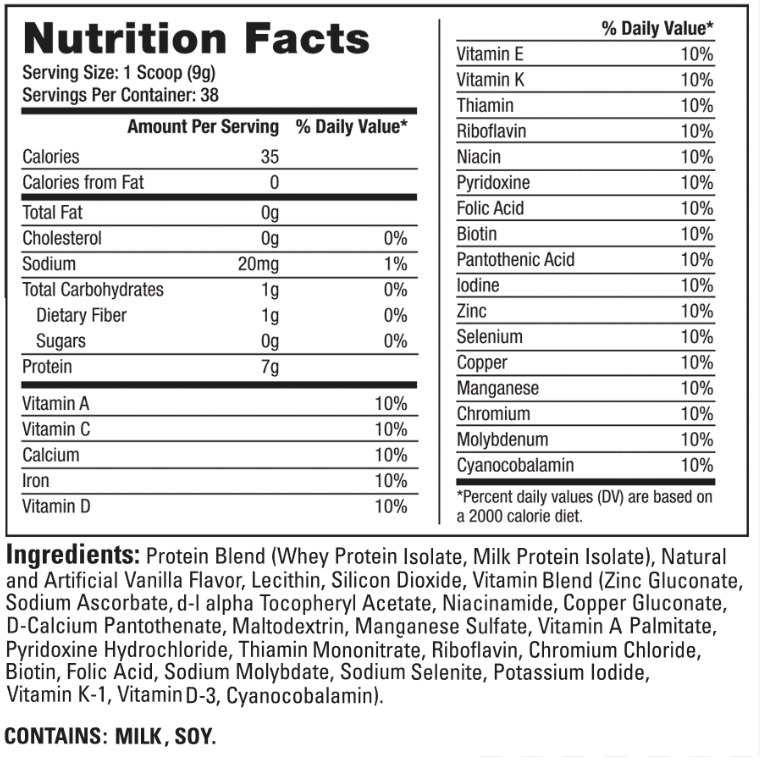 Nutrition Facts
Serving Size: 1 Scoop (9g)
Servings Per Container: 38
Amount Per Serving % Daily Value*
Calories 35
Calories from Fat 0
Total Fat 0g
Cholesterol 0g 0%
Sodium 20mg 1%
Total Carbohydrates 1g 0%
Dietary Fiber 1g 0%
Sugars 0g 0%
Protein 7g
Vitamin A 10%
Vitamin C 10%
Calcium 10%
Iron 10%
Vitamin D 10%
% Daily Value*
Vitamin E 10%
Vitamin K 10%
Thiamin 10%
Riboflavin 10%
Niacin 10%
Pyridoxine 10%
Folic Acid 10%
Biotin 10%
Pantothenic Acid 10%
Iodine 10%
Zinc 10%
Selenium 10%
Copper 10%
Manganese 10%
Chromium 10%
Molybdenum 10%
Cyanocobalamin 10%
*Percent daily values (DV) are based on
a 2000 calorie diet.
Ingredients: Protein Blend (Whey Protein Isolate, Milk Protein Isolate), Natural
and Artificial Vanilla Flavor, Lecithin, Silicon Dioxide, Vitamin Blend (Zinc Gluconate,
Sodium Ascorbate, d-l alpha Tocopheryl Acetate, Niacinamide, Copper Gluconate,
D-Calcium Pantothenate, Maltodextrin, Manganese Sulfate, Vitamin A Palmitate,
Pyridoxine Hydrochloride, Thiamin Mononitrate, Riboflavin, Chromium Chloride,
Biotin, Folic Acid, Sodium Molybdate, Sodium Selenite, Potassium Iodide,
Vitamin K-1, Vitamin D-3, Cyanocobalamin).
CONTAINS: MILK, SOY.